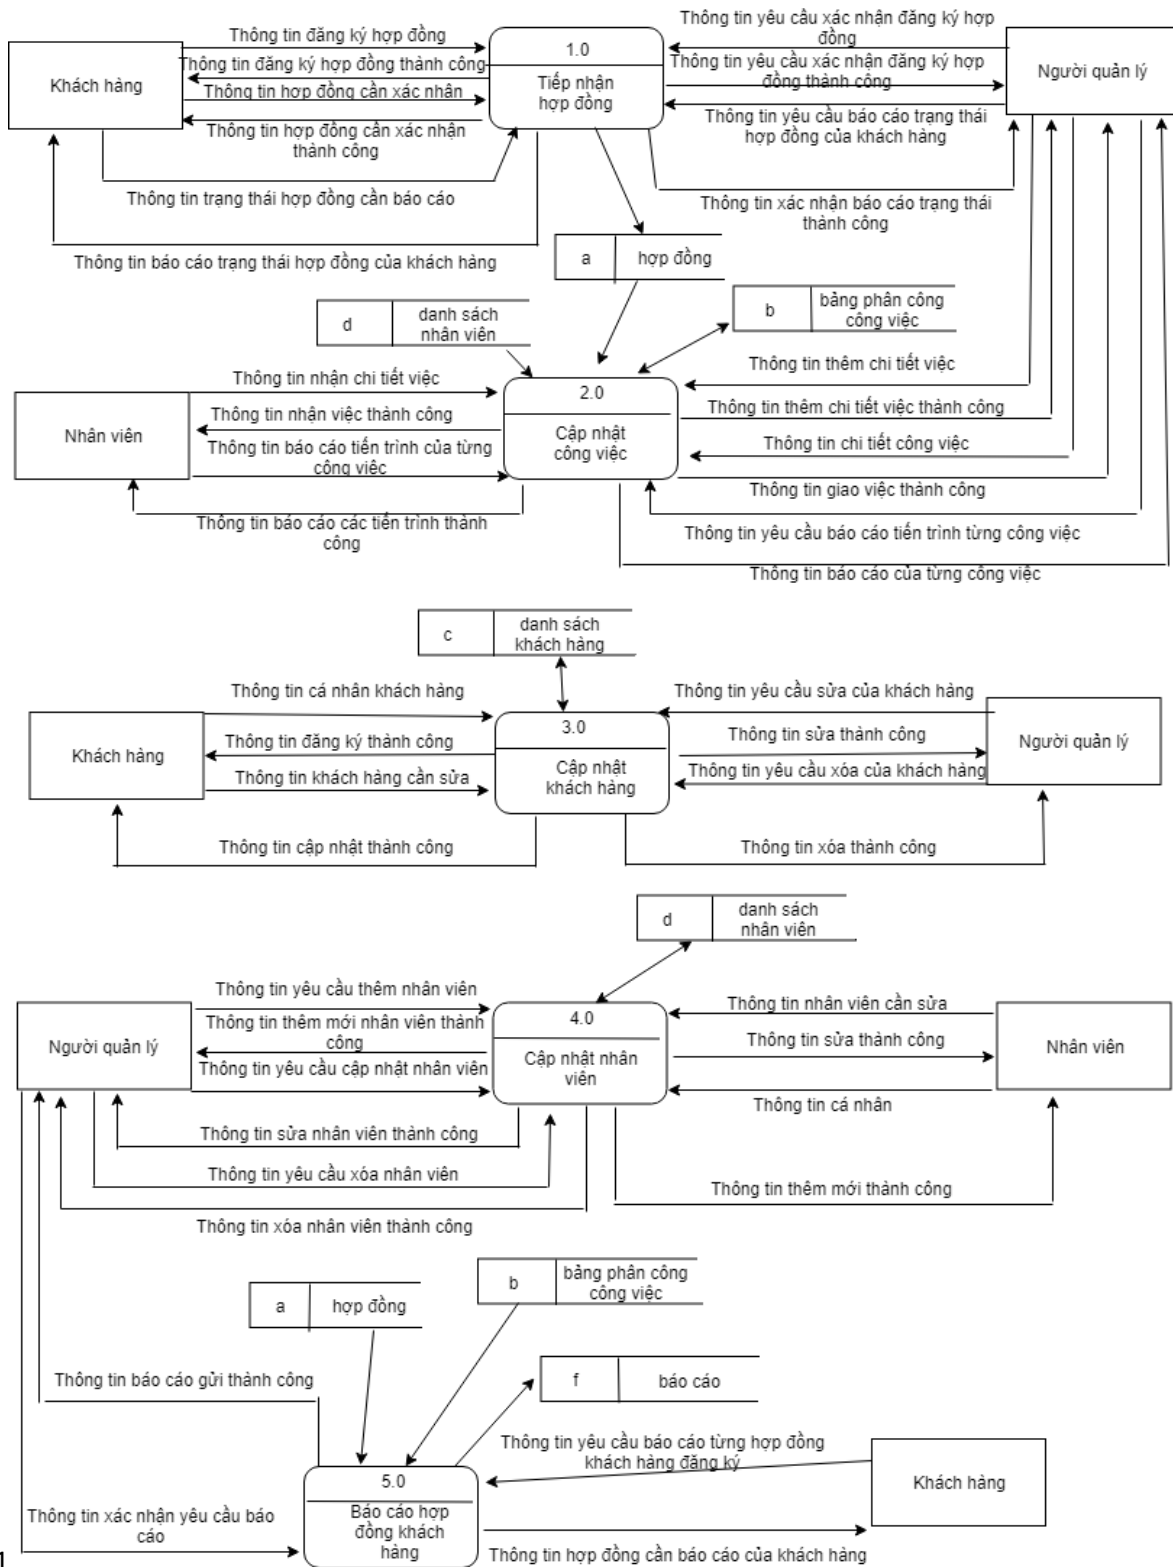 Thông tin đăng ký hợp đồng
Thông tin đăng ký hợp đồng thành công
Thông tin hợp đồng cần xác nhân
Thông tin hợp đồng cần xác nhận
thành công
Khách hàng
1.0
Tiếp nhận
hợp đồng
Thông tin yêu cầu xác nhận đăng ký hợp
đồng
Thông tin yêu cầu xác nhận đăng ký hợp
đồng thành công
Thông tin yêu cầu báo cáo trạng thái
hợp đồng của khách hàng
Người quản lý
Thông tin trạng thái hợp đồng cần báo cáo
Thông tin xác nhận báo cáo trạng thái
thành công
Thông tin báo cáo trạng thái hợp đồng của khách hàng
a
hợp đồng
d
danh sách
nhân viên
b
bảng phân công
công việc
Thông tin nhận chi tiết việc
Thông tin nhận việc thành công
Thông tin báo cáo tiến trình của từng
công việc
Nhân viên
2.0
Cập nhật
công việc
Thông tin thêm chi tiết việc
Thông tin thêm chi tiết việc thành công
Thông tin chi tiết công việc
Thông tin giao việc thành công
Thông tin báo cáo các tiến trình thành
công
Thông tin yêu cầu báo cáo tiến trình từng công việc
Thông tin báo cáo của từng công việc
c
danh sách
khách hàng
Thông tin cá nhân khách hàng
Thông tin đăng ký thành công
Thông tin khách hàng cần sửa
Khách hàng
3.0
Cập nhật
khách hàng
Thông tin yêu cầu sửa của khách hàng
Thông tin sửa thành công
Thông tin yêu cầu xóa của khách hàng
Người quản lý
Thông tin cập nhật thành công
Thông tin xóa thành công
d
danh sách
nhân viên
Thông tin yêu cầu thêm nhân viên
Thông tin thêm mới nhân viên thành
công
Thông tin yêu cầu cập nhật nhân viên
Người quản lý
4.0
Cập nhật nhân
viên
Thông tin nhân viên cần sửa
Thông tin sửa thành công
Thông tin cá nhân
Nhân viên
Thông tin sửa nhân viên thành công
Thông tin yêu cầu xóa nhân viên
Thông tin thêm mới thành công
Thông tin xóa nhân viên thành công
a
hợp đồng
b
bảng phân công
công việc
Thông tin báo cáo gửi thành công
f
báo cáo
Thông tin yêu cầu báo cáo từng hợp đồng
khách hàng đăng ký
Khách hàng
5.0
Báo cáo hợp
đồng khách
hàng
Thông tin xác nhận yêu cầu báo
cáo
Thông tin hợp đồng cần báo cáo của khách hàng
1